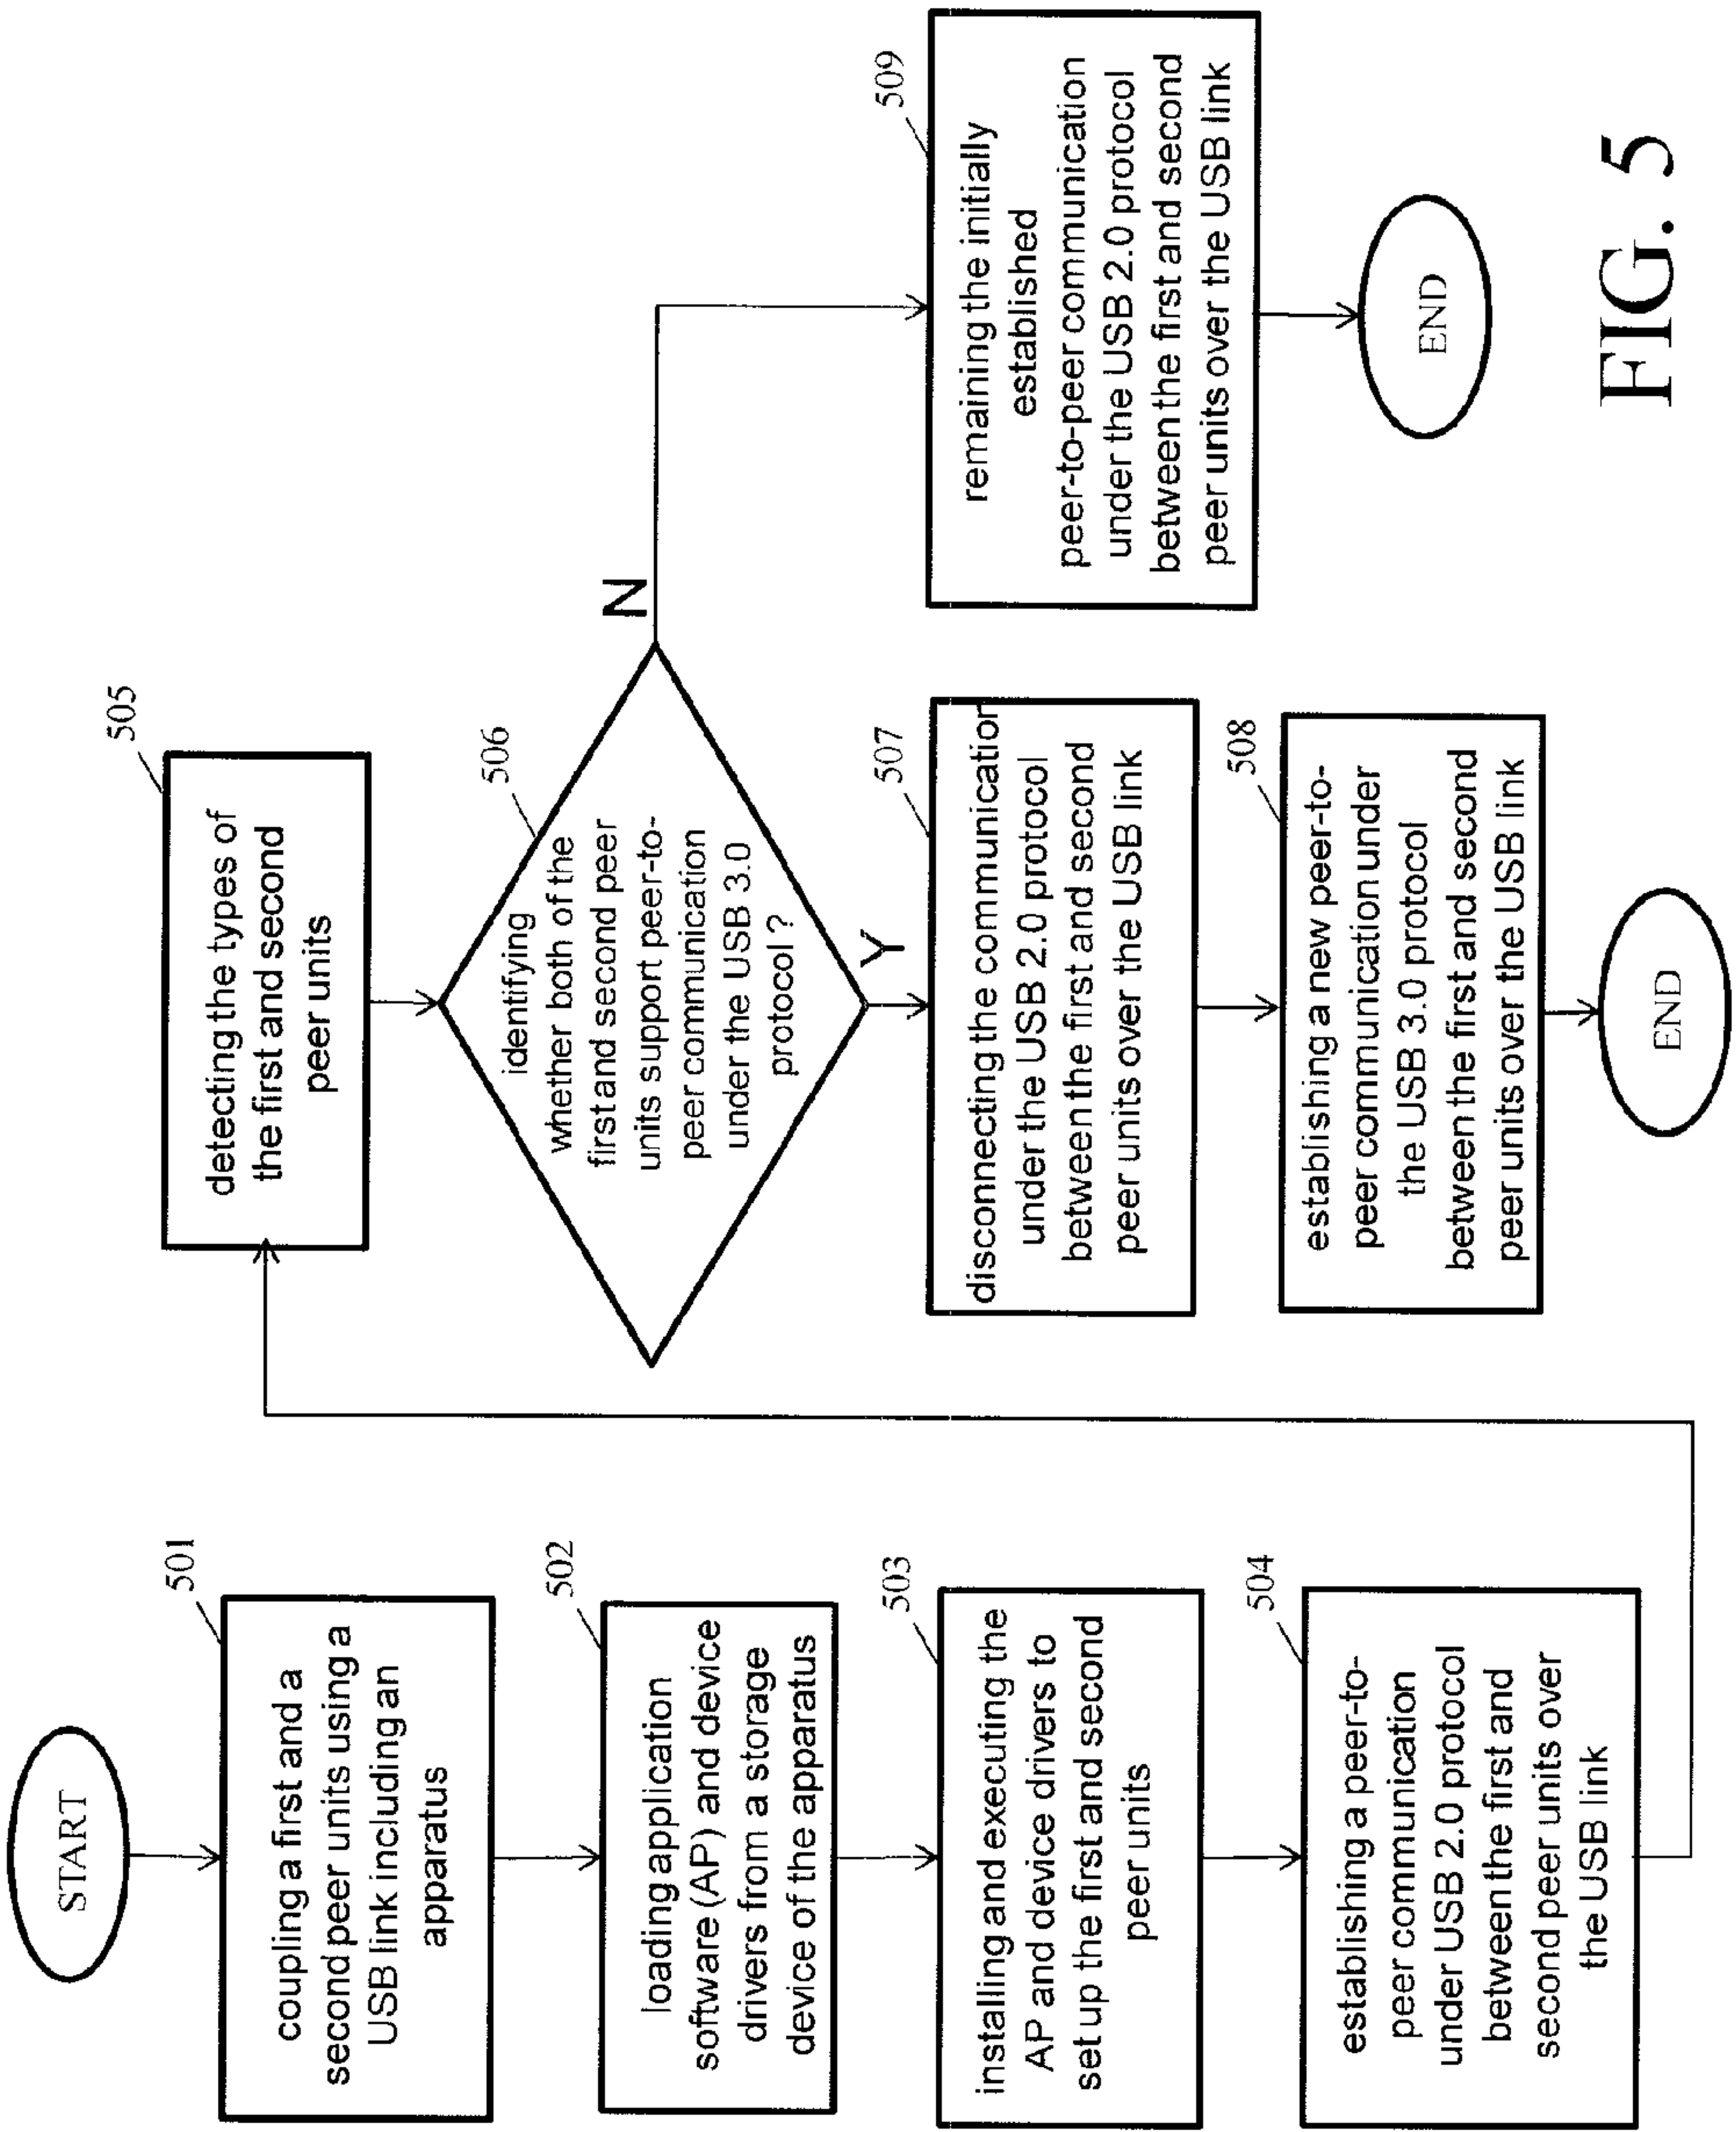 START
501
coupling a first and a
second peer units using a
USB link including an
apparatus
502
loading application
software (AP) and device
drivers from a storage
device of the apparatus
503
installing and executing the
AP and device drivers to
set up the first and second
peer units
504
establishing a peer-to-
peer communication
under USB 2.0 protocol
between the first and
second peer units over
the USB link
505
detecting the types of
the first and second
peer units
506
identifying
whether both of the
first and second peer
units support peer-to-
peer communication
under the USB 3.0
protocol ?
N
Y
507
disconnecting the communication
under the USB 2.0 protocol
between the first and second
peer units over the USB link
508
establishing a new peer-to-
peer communication under
the USB 3.0 protocol
between the first and second
peer units over the USB link
END
509
remaining the initially
established
peer-to-peer communication
under the USB 2.0 protocol
between the first and second
peer units over the USB link
END
FIG. 5